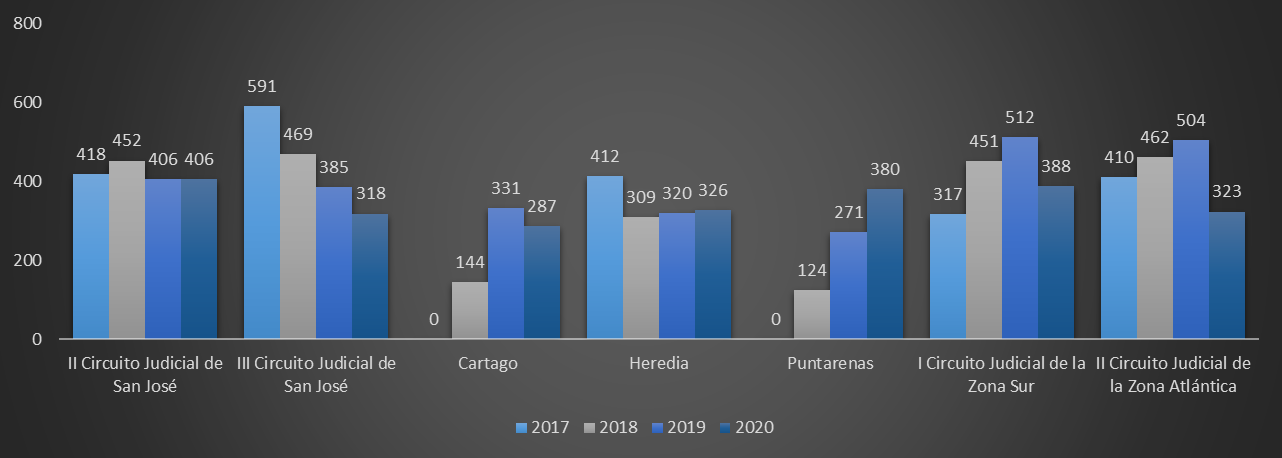 800
600
400
200
0
418 452 406 406
591 469 385 318
0 144 331 287
412 309 320 326
0 124 271 380
317 451 512 388
410 462 504 323
II Circuito Judicial de
San José
III Circuito Judicial de
San José
Cartago
Heredia
Puntarenas
I Circuito Judicial de la
Zona Sur
II Circuito Judicial de
la Zona Atlántica
2017 2018 2019 2020